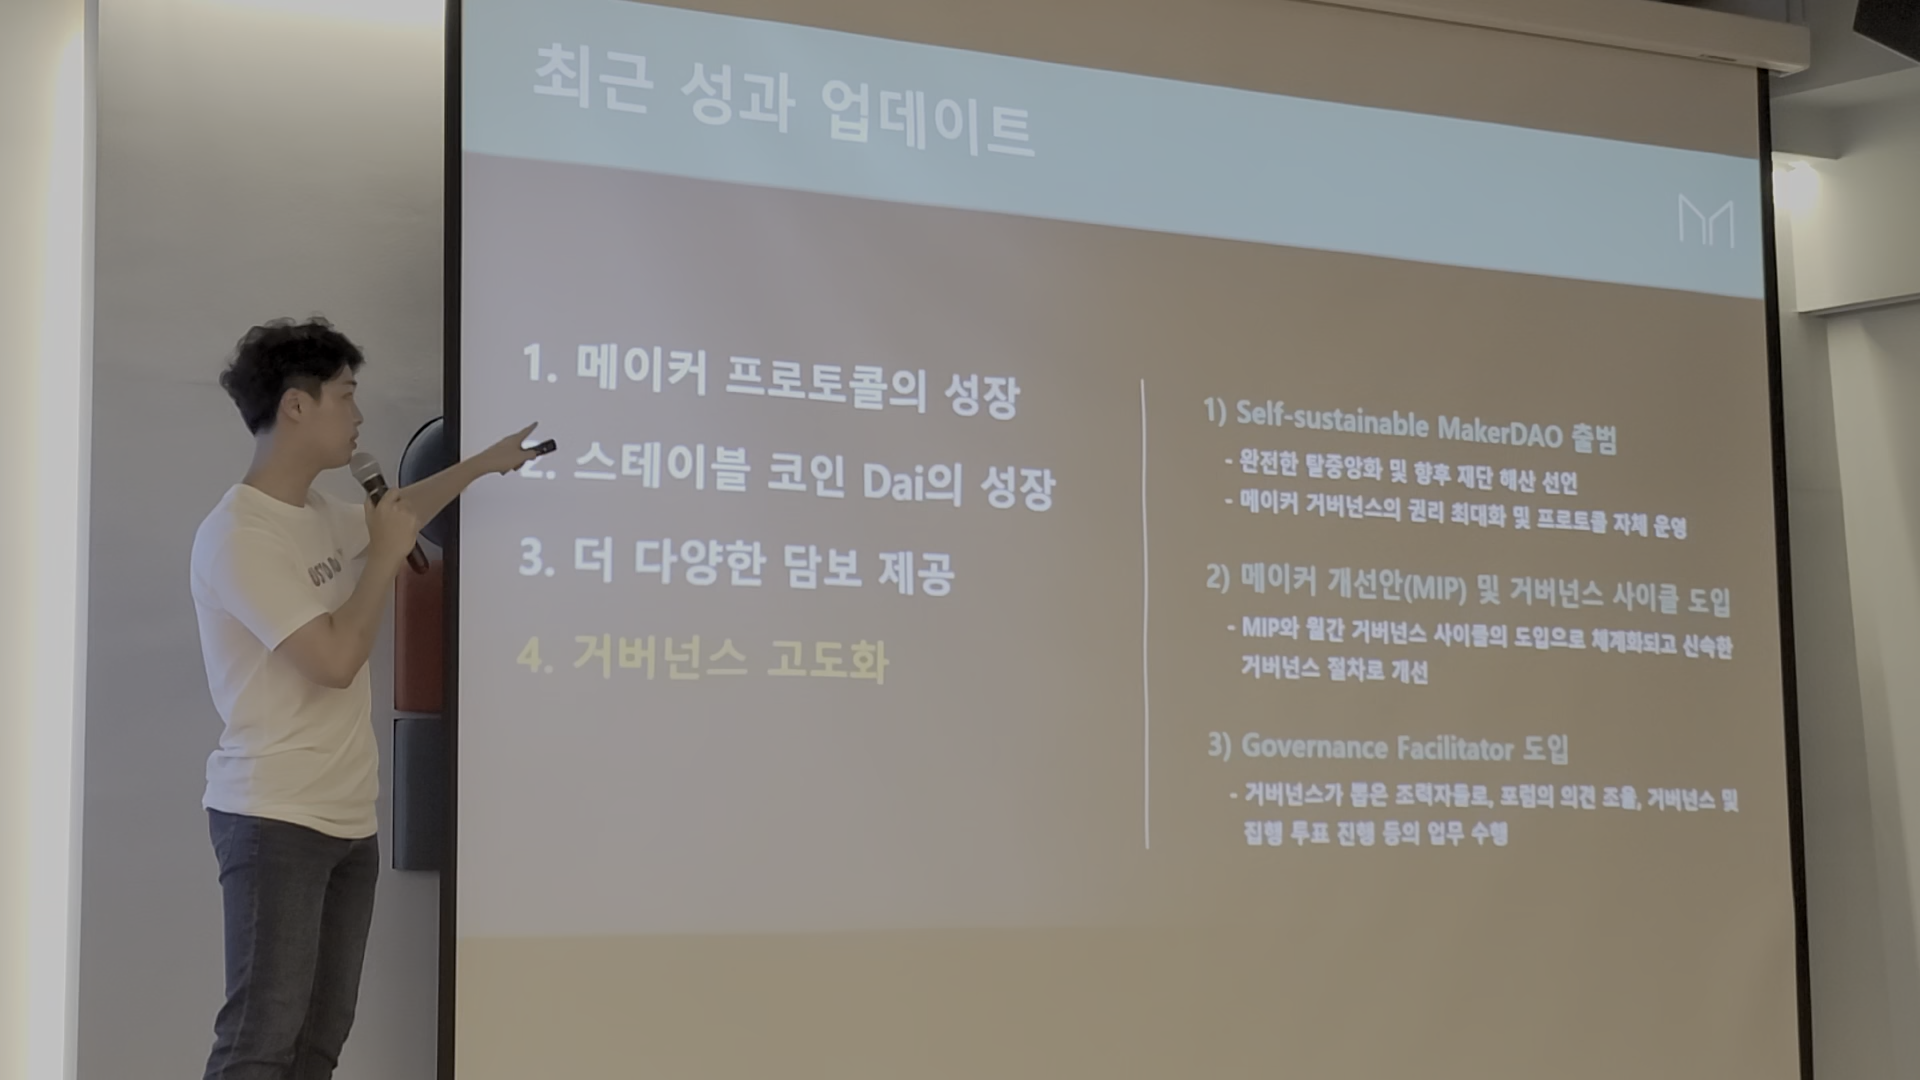 최근 성과 업데이트
1. 메이커 프로토콜의 성장
2. 스테이블 코인 Dai의 성장
3. 더 다양한 담보 제공
4. 거버넌스 고도화
1) Self-sustainable MakerDAO 출범
- 완전한 탈중앙화 및 향후 재단 해산 선언
- 메이커 거버넌스의 권리 최대화 및 프로토콜 자체 운영
2) 메이커 개선안(MIP) 및 거버넌스 사이클 도입
- MIP와 월간 거버넌스 사이클의 도입으로 체계화되고 신속한
거버넌스 절차로 개선
3) Governance Facilitator 도입
- 거버넌스가 뽑은 조력자들로, 포럼의 의견 조율, 거버넌스 및
집행 투표 진행 등의 업무 수행